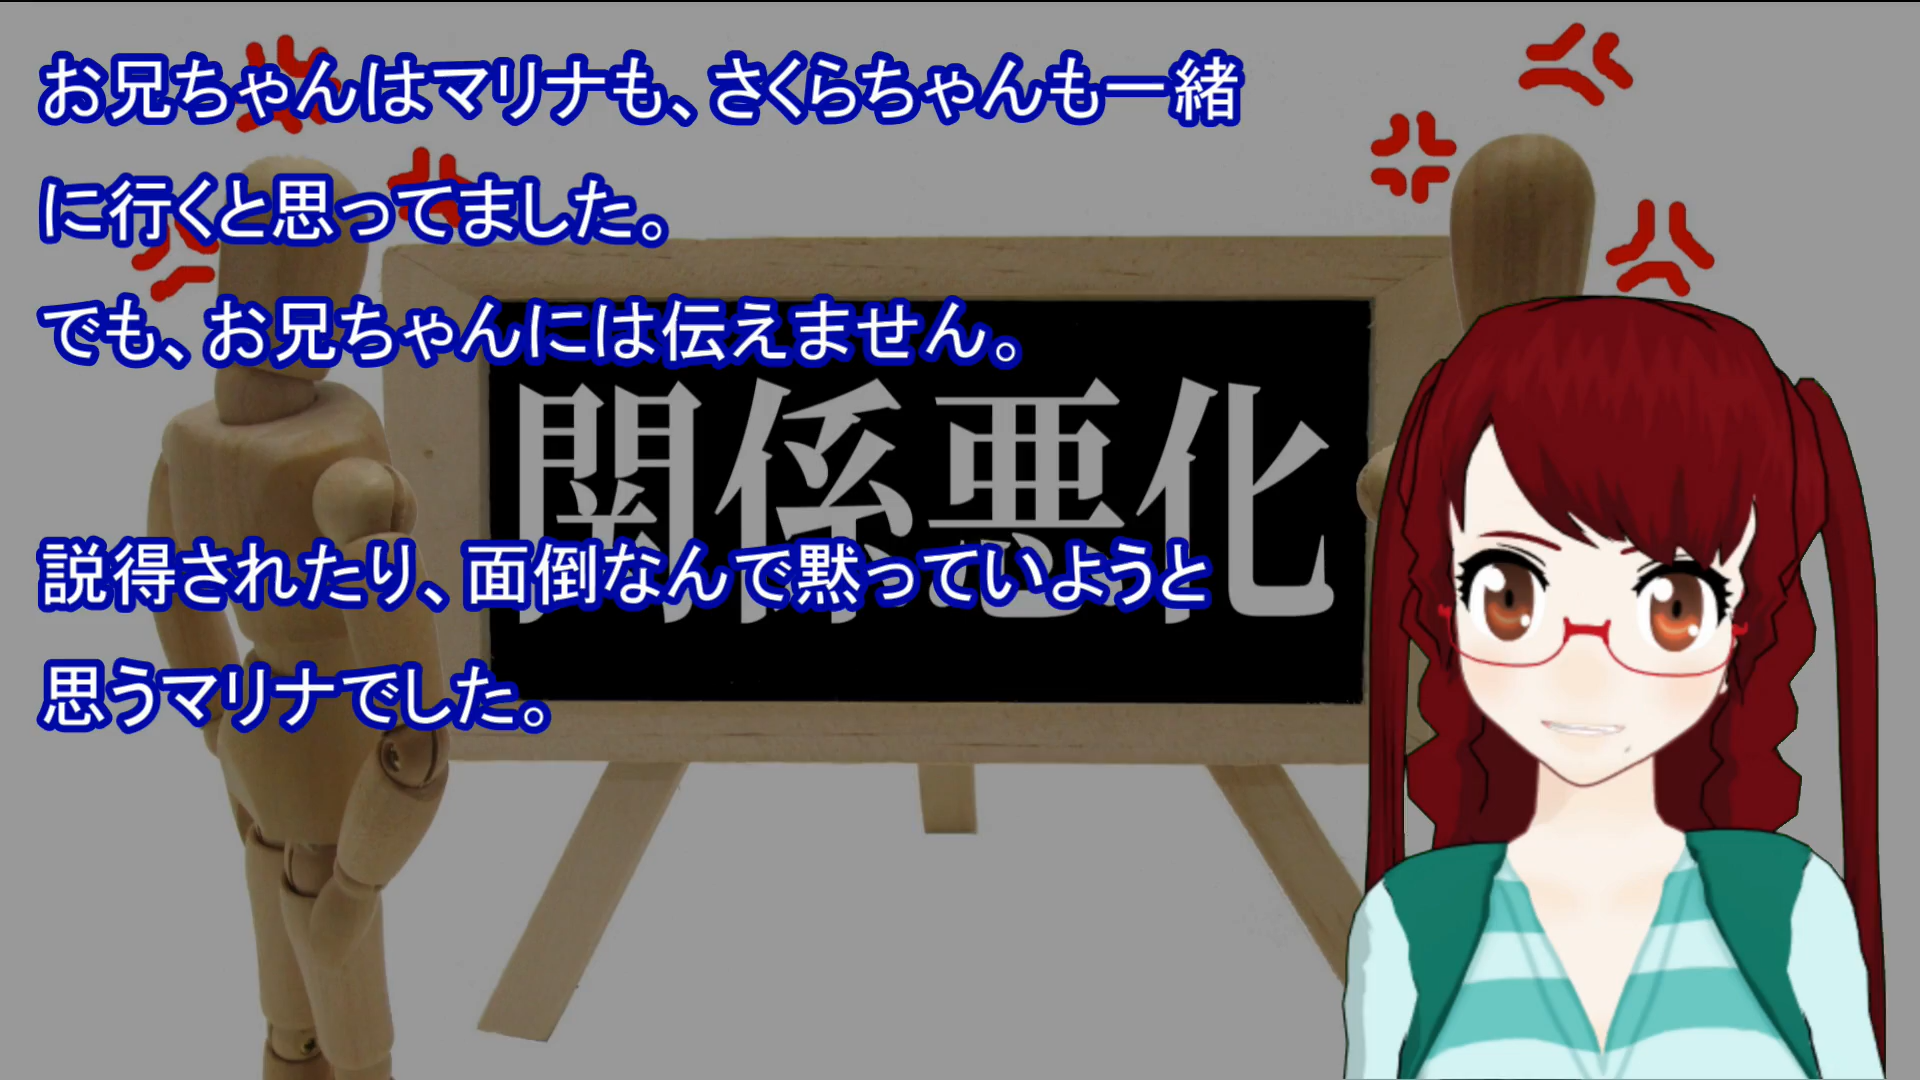 お兄ちゃんはマリナも、さくらちゃんも一緒
に行くと思ってました。
でも、お兄ちゃんには伝えません。
関係悪化
説得されたり、面倒なんで黙っていようと
思うマリナでした。